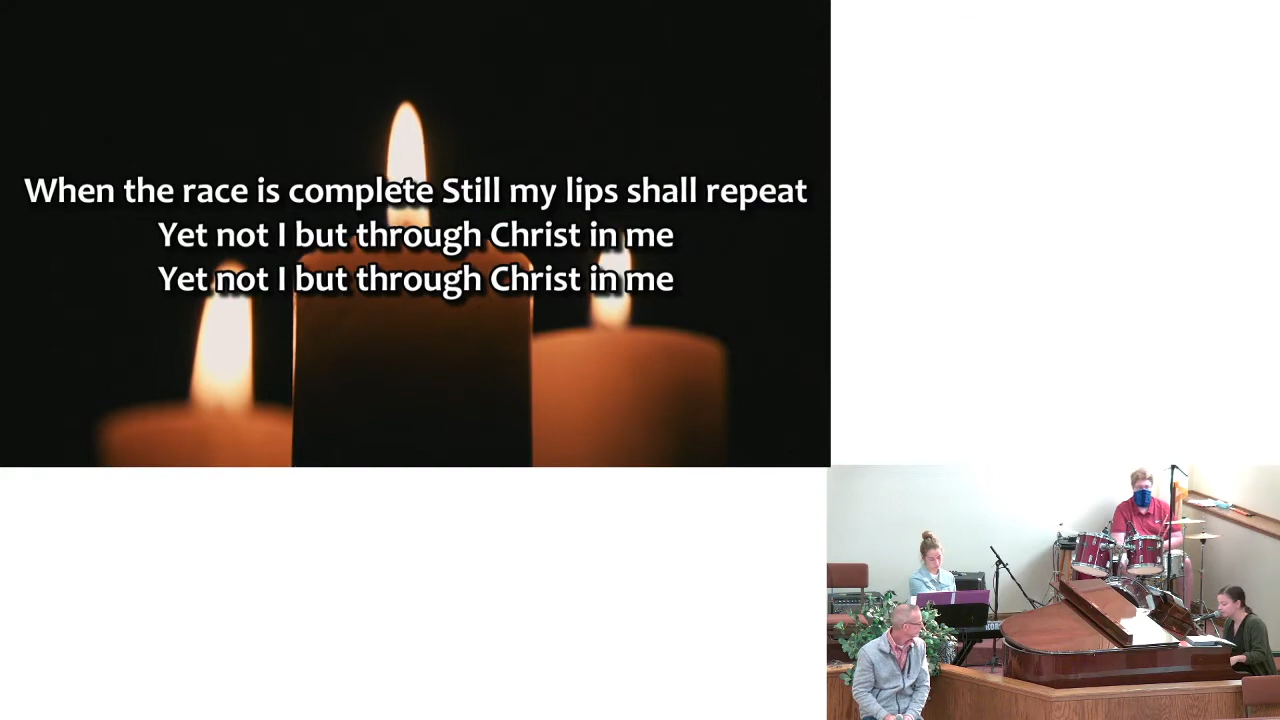 When the race is complete Still my lips shall repeat
Yet not I but through Christ in me
Yet not I but through Christ in me